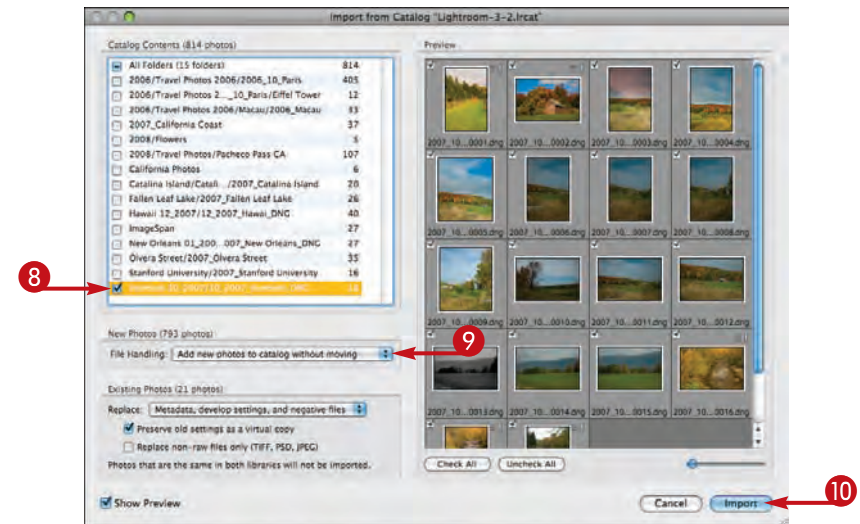 Import from Catalog "Lightroom-3-2.lrcat"
Catalog Contents (814 photos)
All Folders (15 folders) 814
2006/Travel Photos 2006/2006_10_Paris 405
2006/Travel Photos 2..._10_Paris/Eiffel Tower 12
2006/Travel Photos 2006/Macau/2006_Macau 33
2007_California Coast 37
2008/Flowers 5
2008/Travel Photos/Pacheco Pass CA 107
California Photos 6
Catalina Island/Catali.../2007_Catalina Island 20
Fallen Leaf Lake/2007_Fallen Leaf Lake 26
Hawaii 12_2007/12_2007_Hawai_DNG 40
ImageSpan 27
New Orleans 01_200...007_New Orleans_DNG 27
Olvera Street/2007_Olvera Street 35
Stanford University/2007_Stanford University 16
8
New Photos (793 photos)
File Handling: Add new photos to catalog without moving
9
Existing Photos (21 photos)
Replace: Metadata, develop settings, and negative files
Preserve old settings as a virtual copy
Replace non-raw files only (TIFF, PSD, JPEG)
Photos that are the same in both libraries will not be imported.
Show Preview
Preview
2007_10...0001.dng 2007_10...0002.dng 2007_10...0003.dng 2007_10...0004.dng
2007_10...0005.dng 2007_10...0006.dng 2007_10...0007.dng 2007_10...0008.dng
2007_10...0009.dng 2007_10...0010.dng 2007_10...0011.dng 2007_10...0012.dng
2007_10...0013.dng 2007_10...0014.dng 2007_10...0015.dng 2007_10...0016.dng
Check All Uncheck All
Cancel Import
10